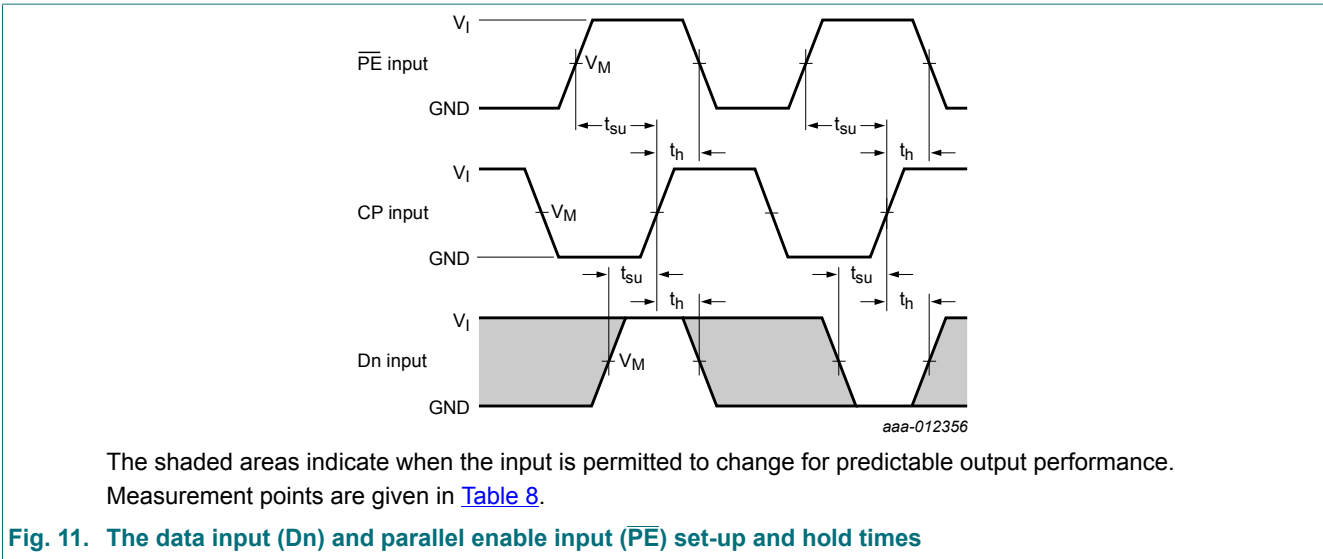 V_I
PE input
V_M
GND
t_su
t_su
t_h
t_h
V_I
CP input
V_M
GND
t_su
t_su
t_h
t_h
V_I
Dn input
V_M
GND
aaa-012356
The shaded areas indicate when the input is permitted to change for predictable output performance.
Measurement points are given in Table 8.
Fig. 11. The data input (Dn) and parallel enable input (PE) set-up and hold times